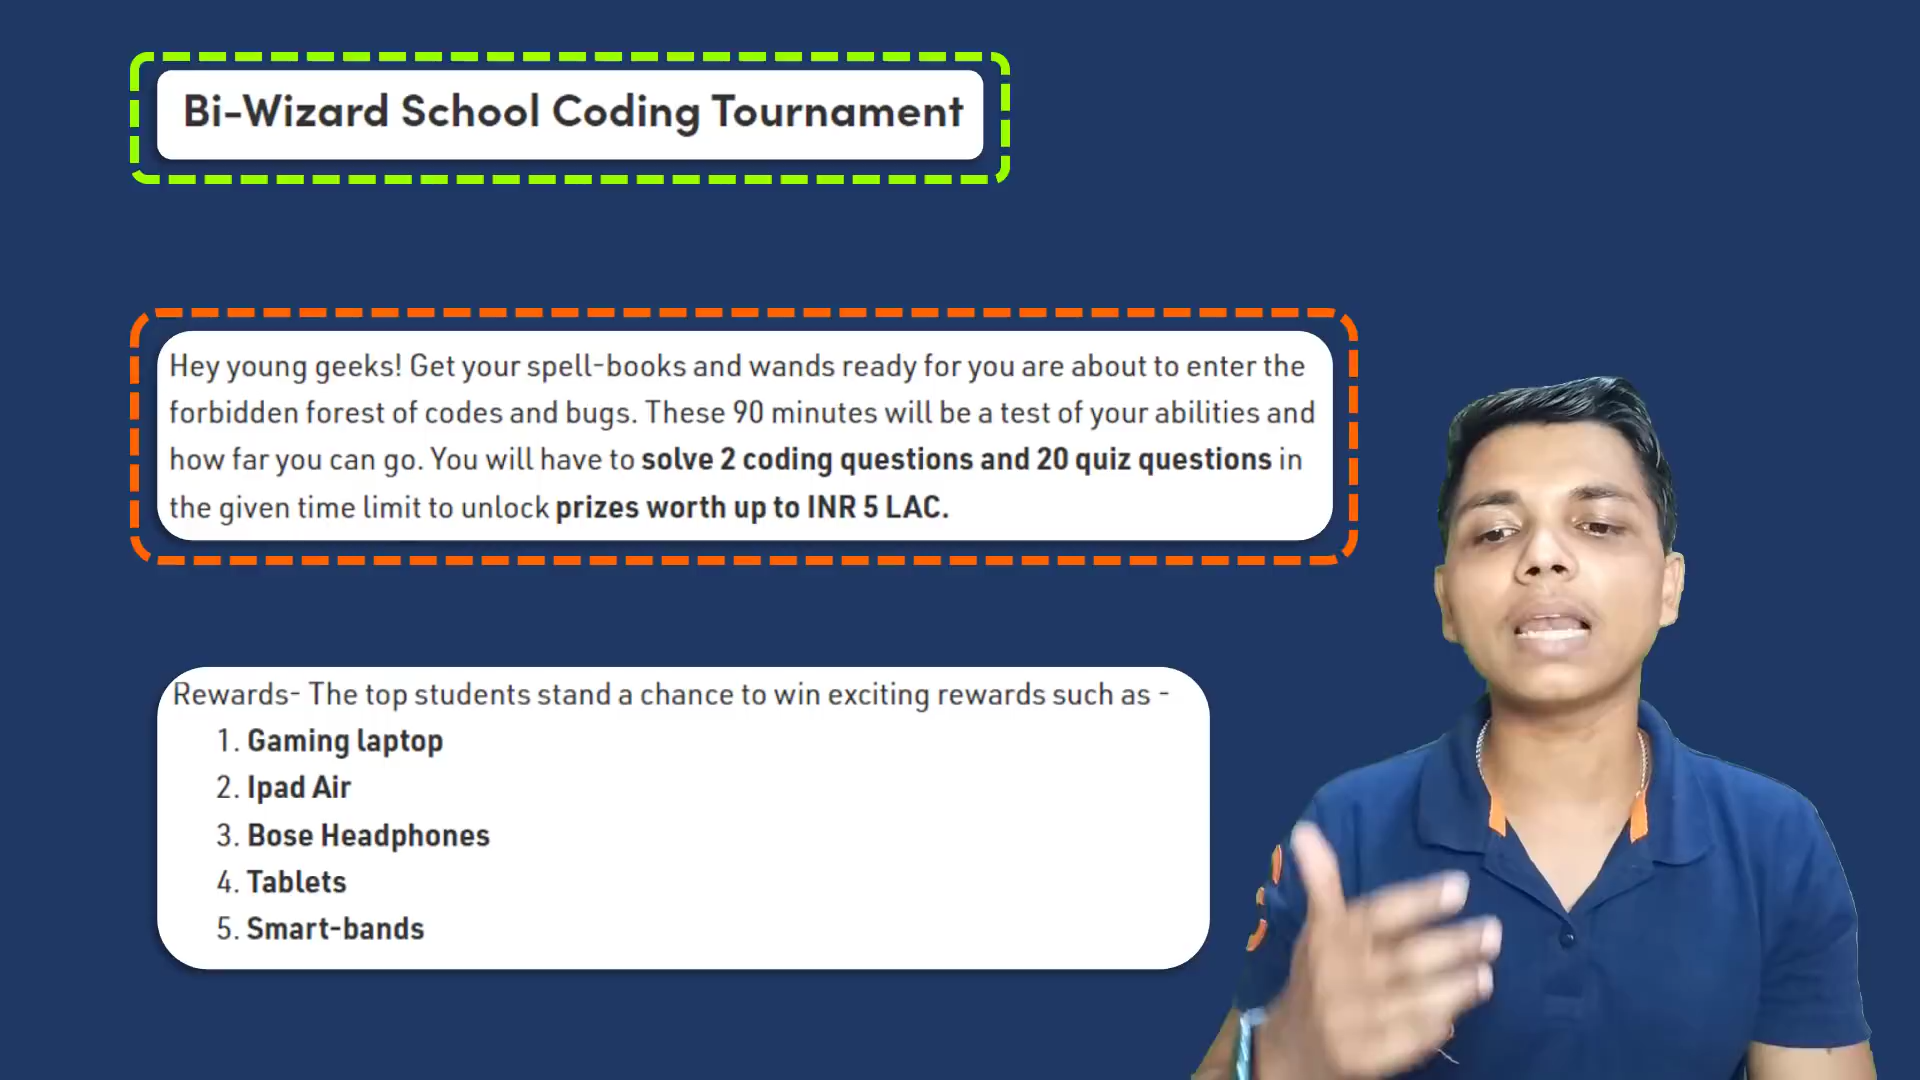 Bi-Wizard School Coding Tournament
Hey young geeks! Get your spell-books and wands ready for you are about to enter the
forbidden forest of codes and bugs. These 90 minutes will be a test of your abilities and
how far you can go. You will have to solve 2 coding questions and 20 quiz questions in
the given time limit to unlock prizes worth up to INR 5 LAC.
Rewards- The top students stand a chance to win exciting rewards such as -
1. Gaming laptop
2. Ipad Air
3. Bose Headphones
4. Tablets
5. Smart-bands